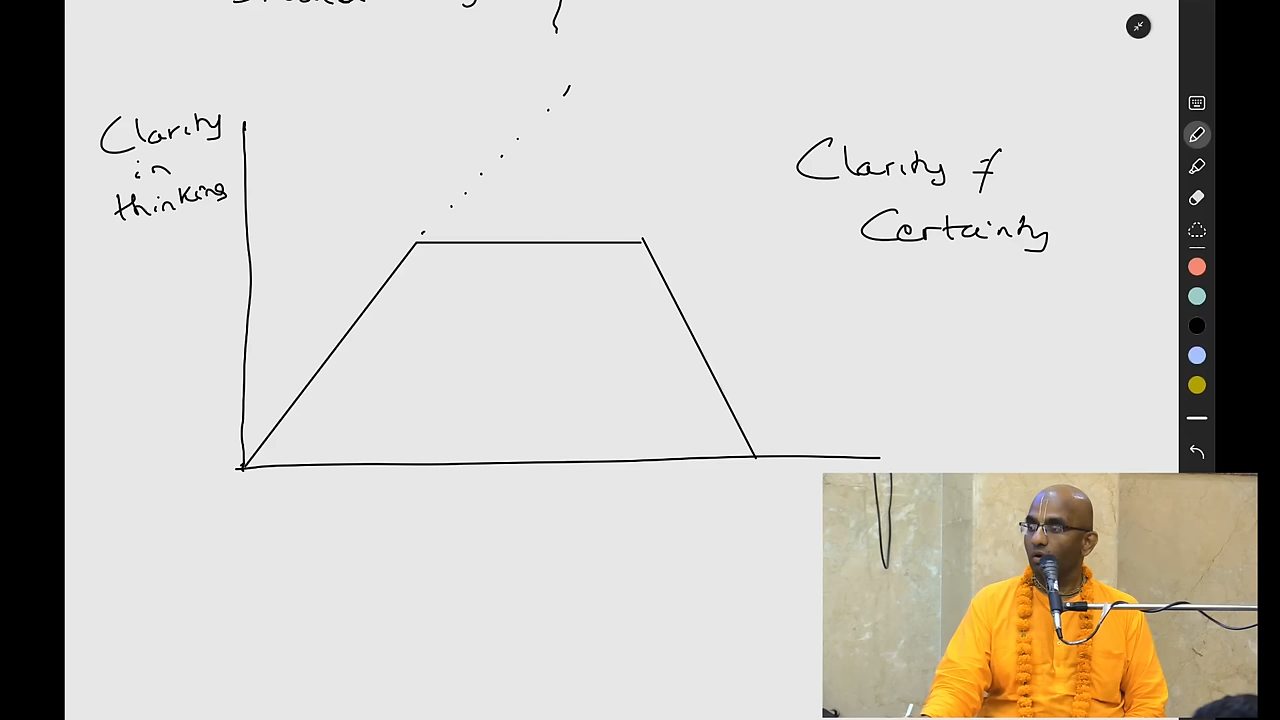 Clarity
in
thinking
Clarity ≠
Certainty